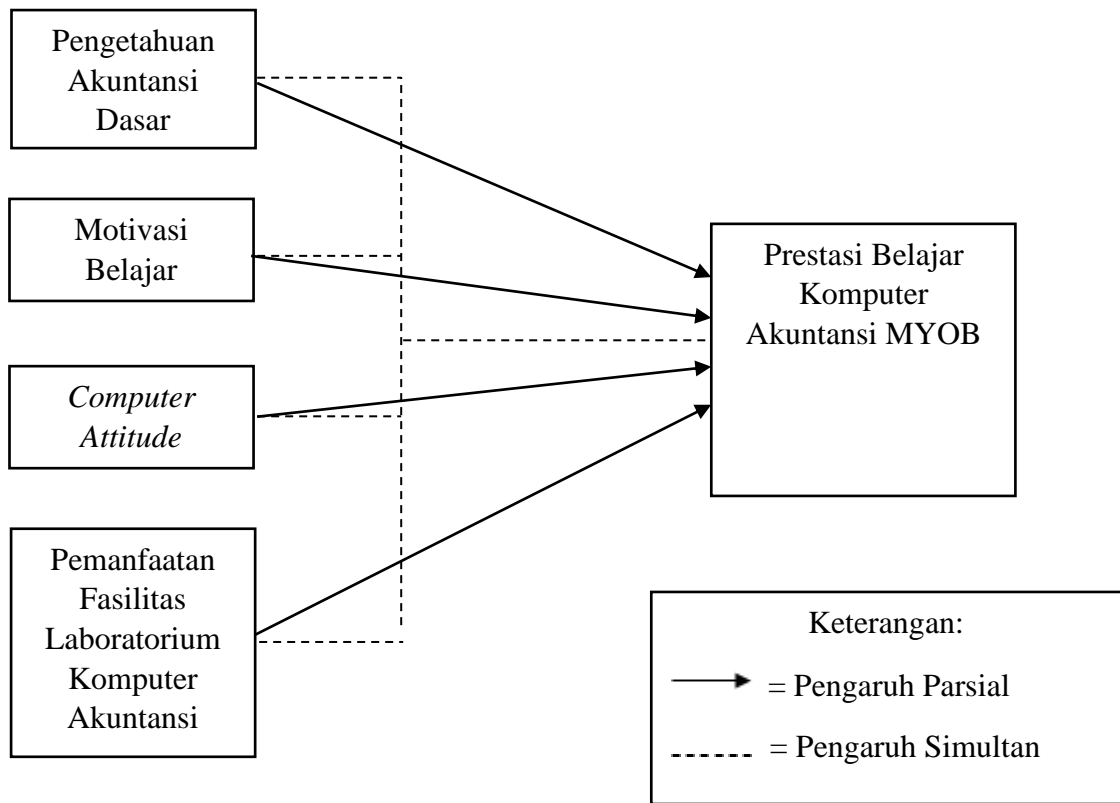 Pengetahuan
Akuntansi
Dasar
Motivasi
Belajar
Computer
Attitude
Pemanfaatan
Fasilitas
Laboratorium
Komputer
Akuntansi
Prestasi Belajar
Komputer
Akuntansi MYOB
Keterangan:
= Pengaruh Parsial
= Pengaruh Simultan